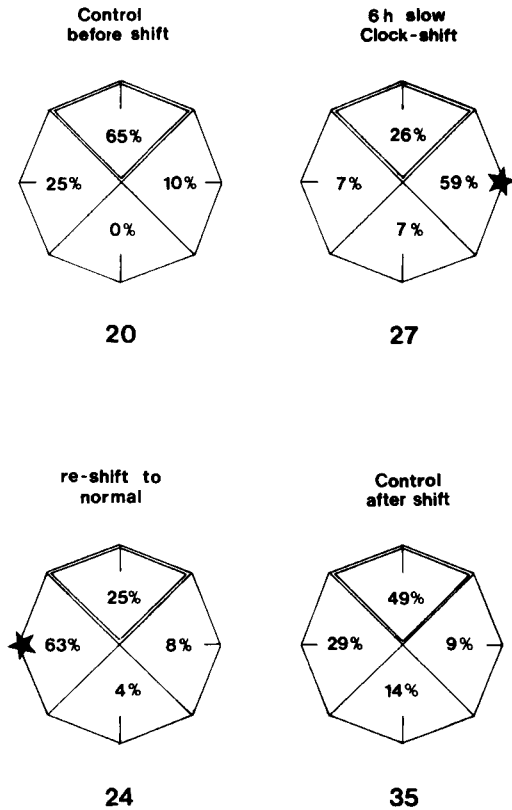 Control
before shift
65%
25%
10%
0%
20
6h slow
Clock-shift
26%
7%
59%
7%
27
re-shift to
normal
25%
63%
8%
4%
24
Control
after shift
49%
29%
9%
14%
35